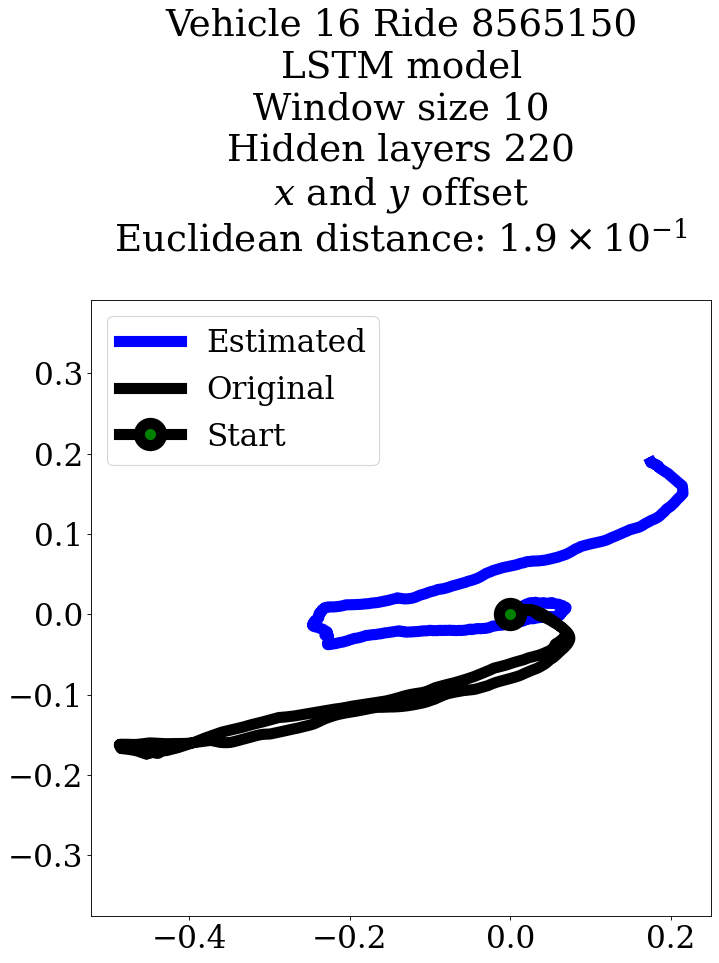 Vehicle 16 Ride 8565150
LSTM model
Window size 10
Hidden layers 220
x and y offset
Euclidean distance: 1.9 × 10⁻¹
Estimated
Original
Start
0.3
0.2
0.1
0.0
−0.1
−0.2
−0.3
−0.4 −0.2 0.0 0.2